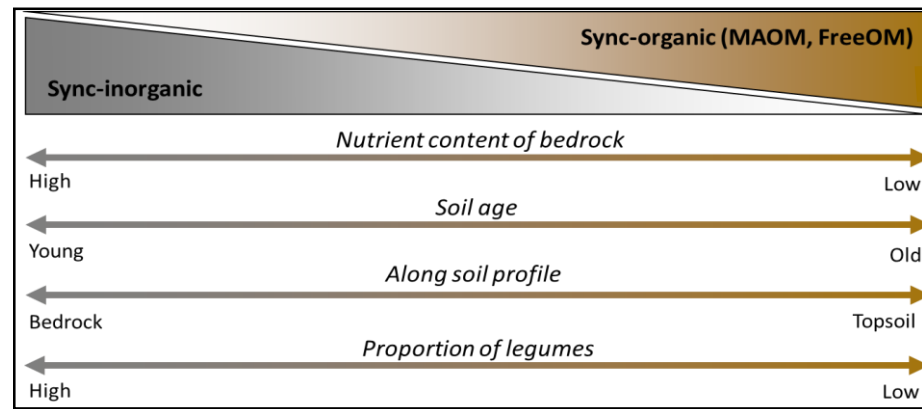 Sync-organic (MAOM, FreeOM)
Sync-inorganic
Nutrient content of bedrock
High Low
Soil age
Young Old
Along soil profile
Bedrock Topsoil
Proportion of legumes
High Low